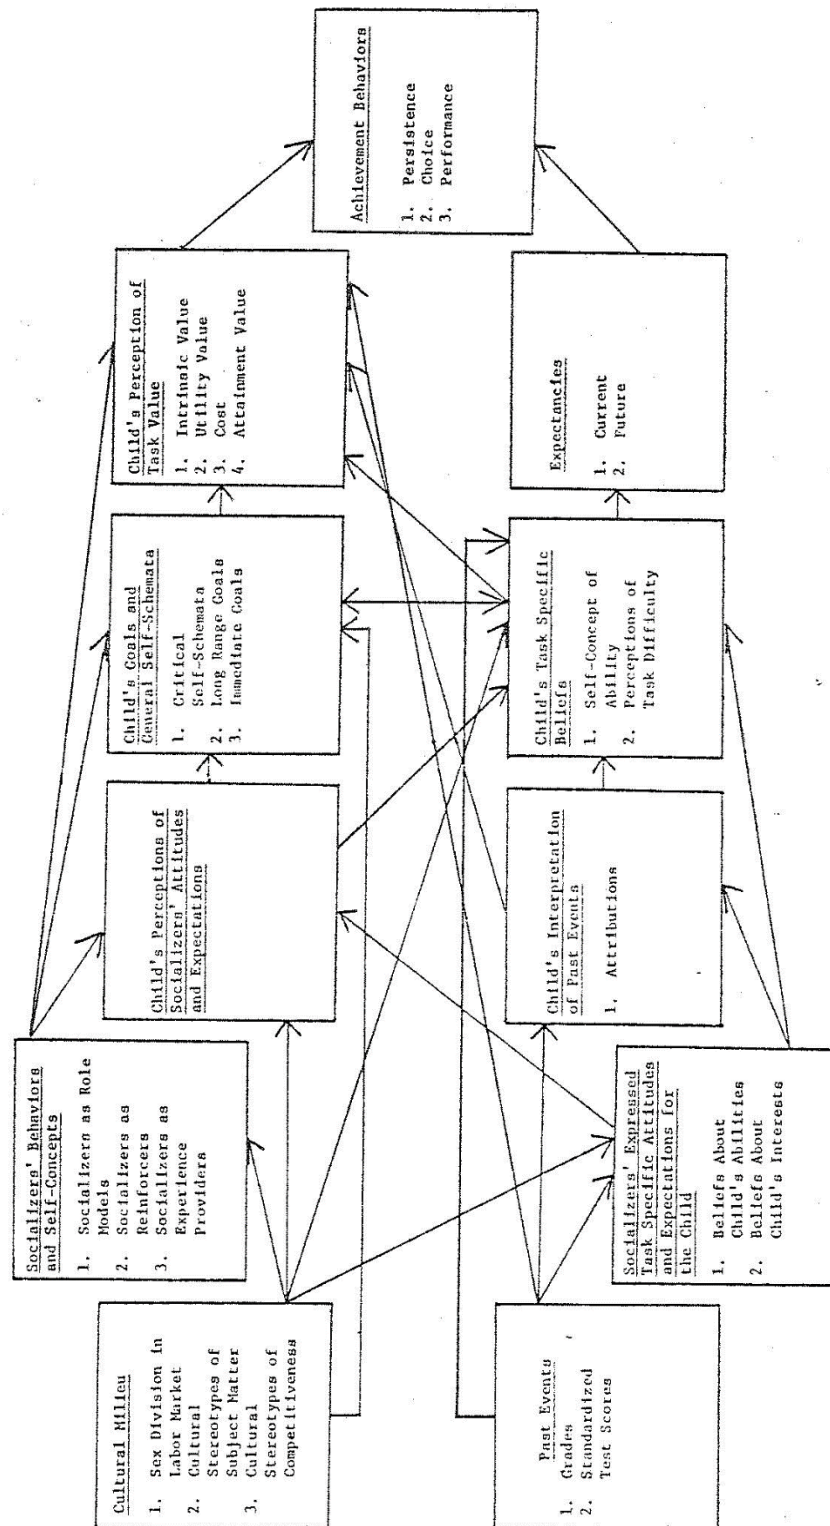 Cultural Milieu
1. Sex Division in
Labor Market
2. Cultural
Stereotypes of
Subject Matter
3. Cultural
Stereotypes of
Competitiveness
Past Events
1. Grades
2. Standardized
Test Scores
Socializers' Behaviors
and Self-Concepts
1. Socializers as Role
Models
2. Socializers as
Reinforcers
3. Socializers as
Experience
Providers
Socializers' Expressed
Task Specific Attitudes
and Expectations for
the Child
1. Beliefs About
Child's Abilities
2. Beliefs About
Child's Interests
Child's Perceptions of
Socializers' Attitudes
and Expectations
Child's Interpretation
of Past Events
1. Attributions
Child's Goals and
General Self-Schemata
1. Critical
Self-Schemata
2. Long Range Goals
3. Immediate Goals
Child's Task Specific
Beliefs
1. Self-Concept of
Ability
2. Perceptions of
Task Difficulty
Child's Perception of
Task Value
1. Intrinsic Value
2. Utility Value
3. Cost
4. Attainment Value
Expectancies
1. Current
2. Future
Achievement Behaviors
1. Persistence
2. Choice
3. Performance